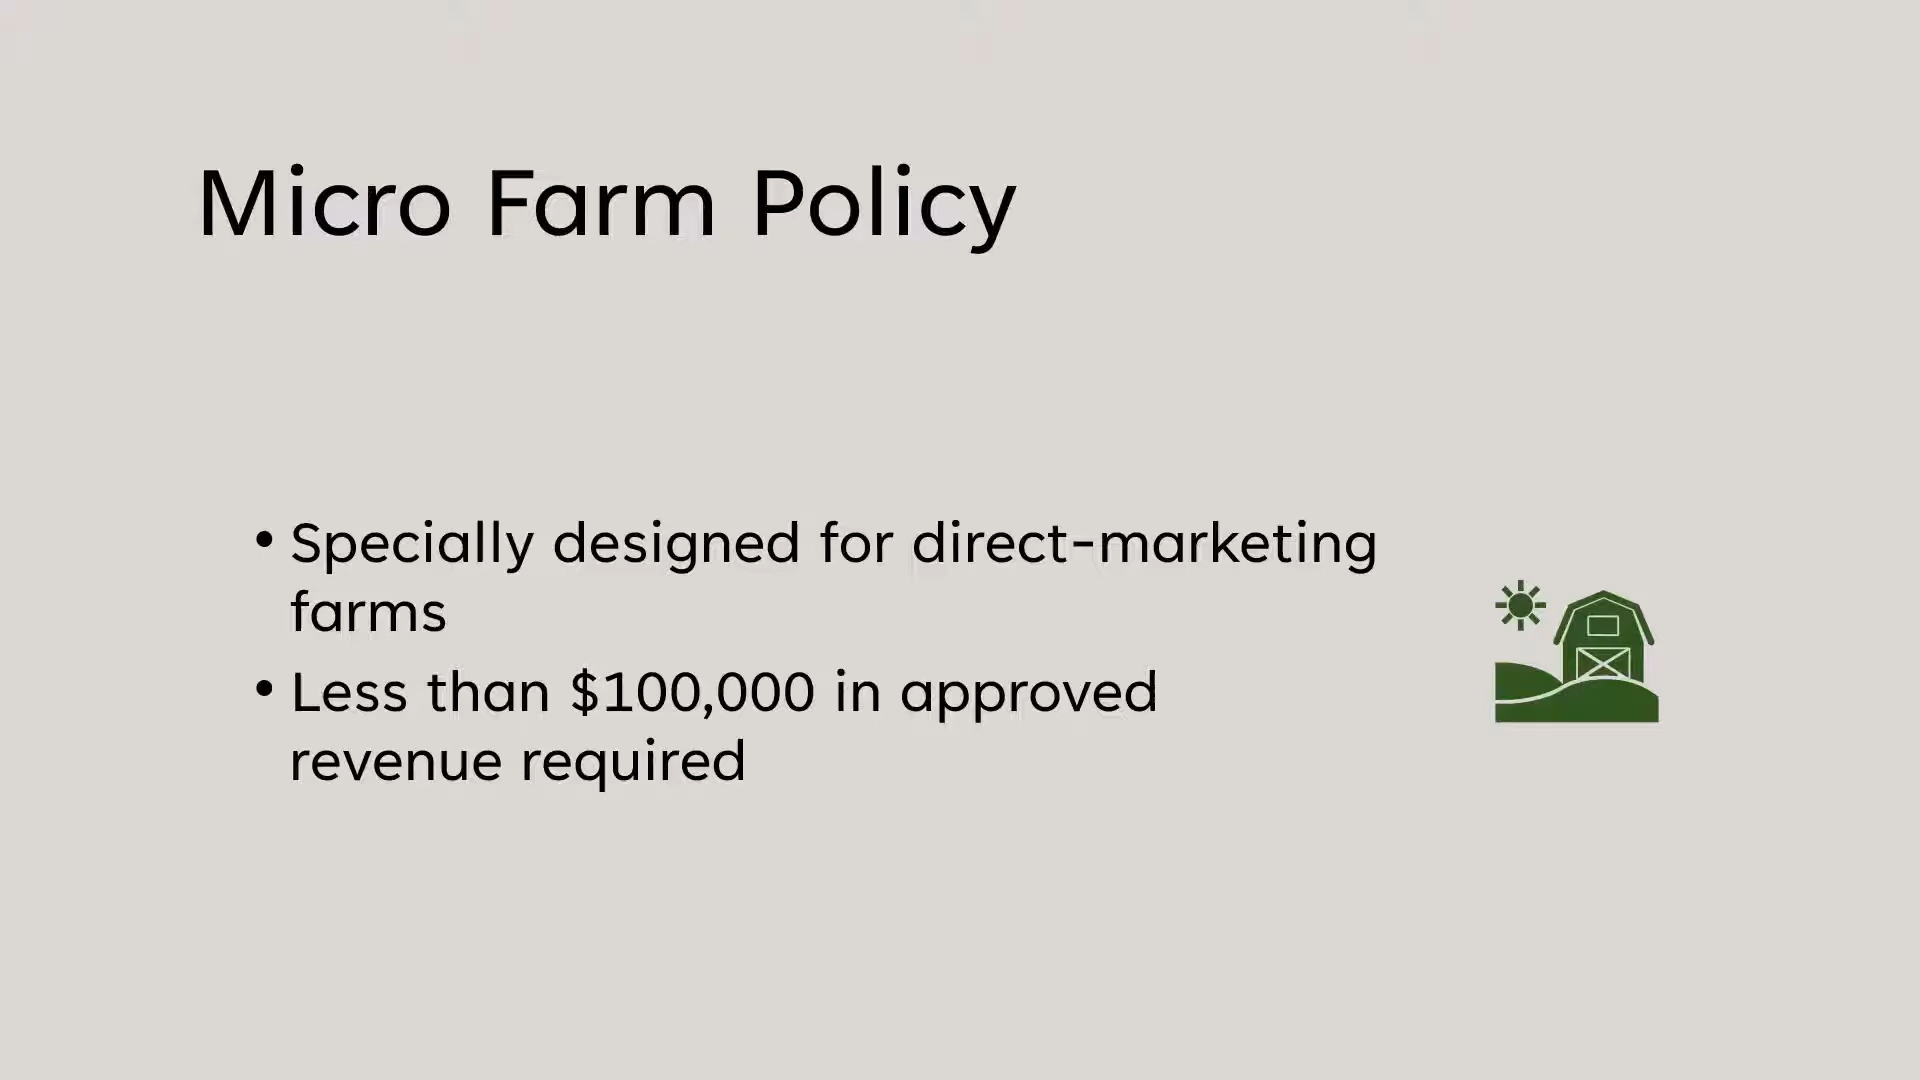 Micro Farm Policy
• Specially designed for direct-marketing
farms
• Less than $100,000 in approved
revenue required